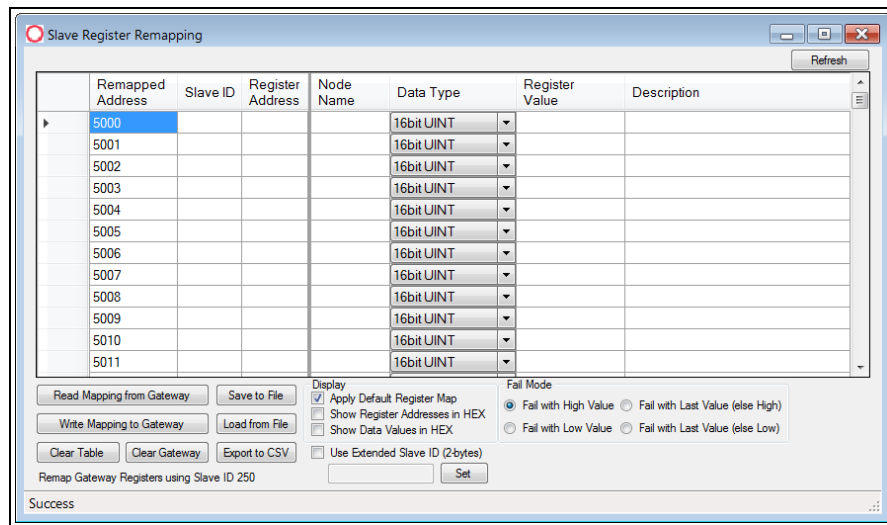 Slave Register Remapping
Refresh
Remapped Address Slave ID Register Address Node Name Data Type Register Value Description
5000 16bit UINT
5001 16bit UINT
5002 16bit UINT
5003 16bit UINT
5004 16bit UINT
5005 16bit UINT
5006 16bit UINT
5007 16bit UINT
5008 16bit UINT
5009 16bit UINT
5010 16bit UINT
5011 16bit UINT
Read Mapping from Gateway Save to File
Write Mapping to Gateway Load from File
Clear Table Clear Gateway Export to CSV
Remap Gateway Registers using Slave ID 250
Display
Apply Default Register Map
Show Register Addresses in HEX
Show Data Values in HEX
Use Extended Slave ID (2-bytes)
Set
Fail Mode
Fail with High Value Fail with Last Value (else High)
Fail with Low Value Fail with Last Value (else Low)
Success